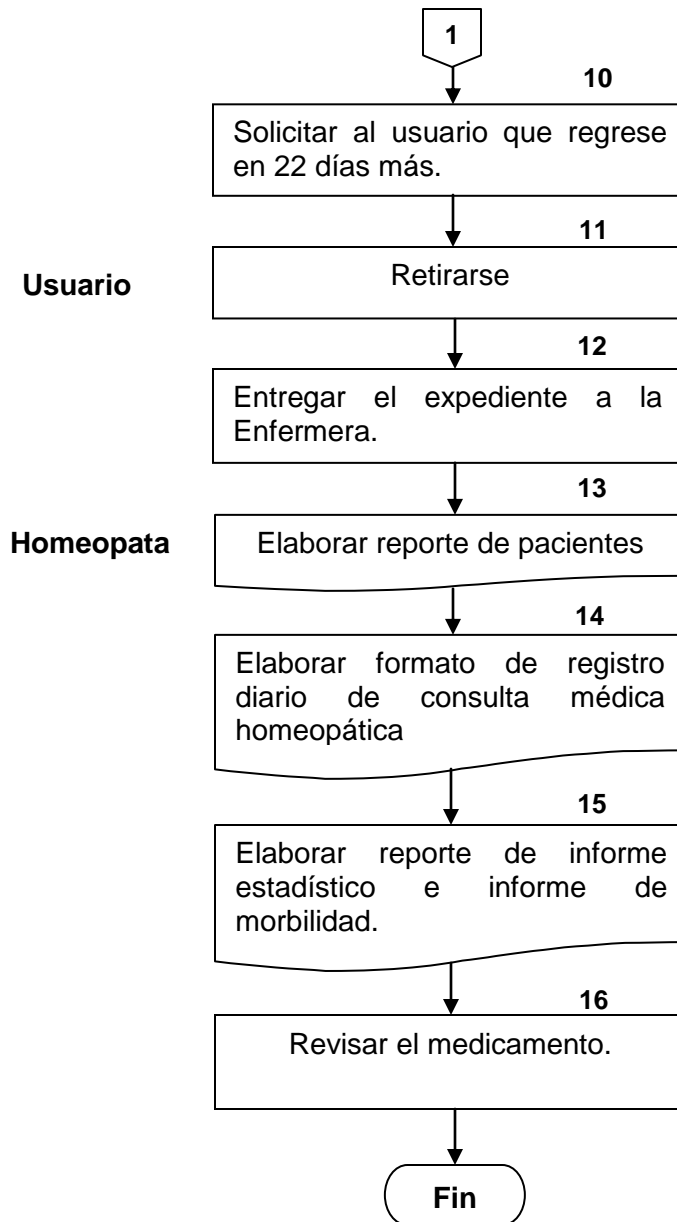 1
10
Solicitar al usuario que regrese
en 22 días más.
11
Usuario
Retirarse
12
Entregar el expediente a la
Enfermera.
13
Homeopata
Elaborar reporte de pacientes
14
Elaborar formato de registro
diario de consulta médica
homeopática
15
Elaborar reporte de informe
estadístico e informe de
morbilidad.
16
Revisar el medicamento.
Fin